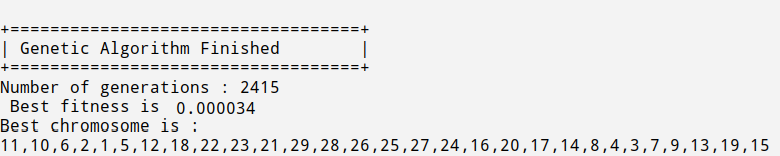 +===================================+
| Genetic Algorithm Finished        |
+===================================+
Number of generations : 2415
 Best fitness is 0.000034
Best chromosome is :
11,10,6,2,1,5,12,18,22,23,21,29,28,26,25,27,24,16,20,17,14,8,4,3,7,9,13,19,15